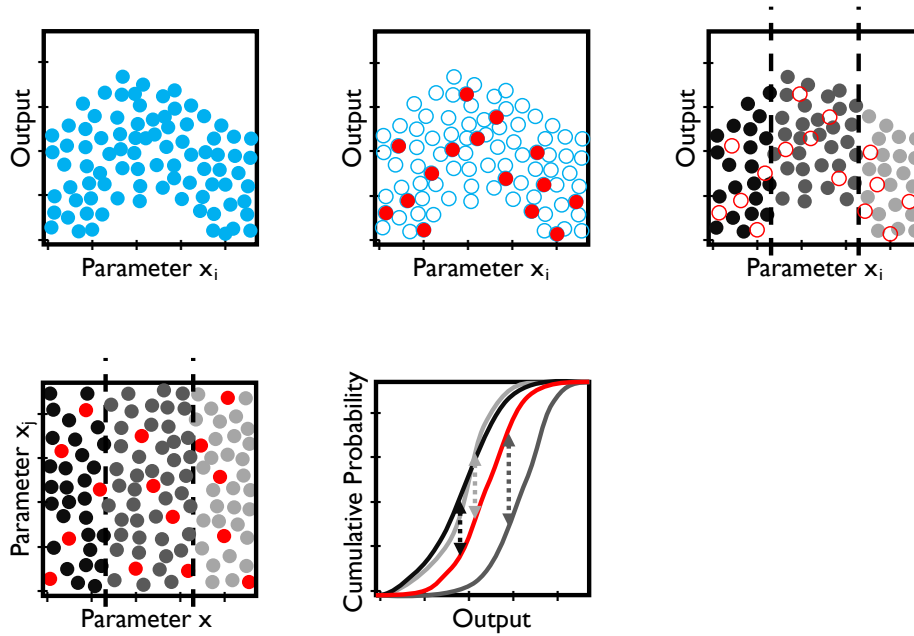 Output
Parameter xi
Output
Parameter xi
Output
Parameter xi
Parameter xj
Parameter x
Cumulative Probability
Output